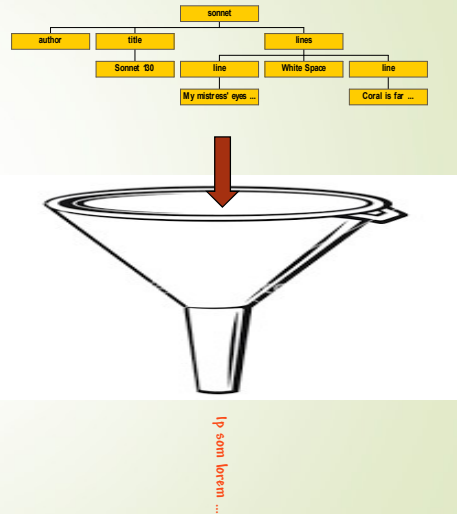 sonnet
author title lines
Sonnet 130 line White Space line
My mistress' eyes ... Coral is far ...
Ip som lorem ...